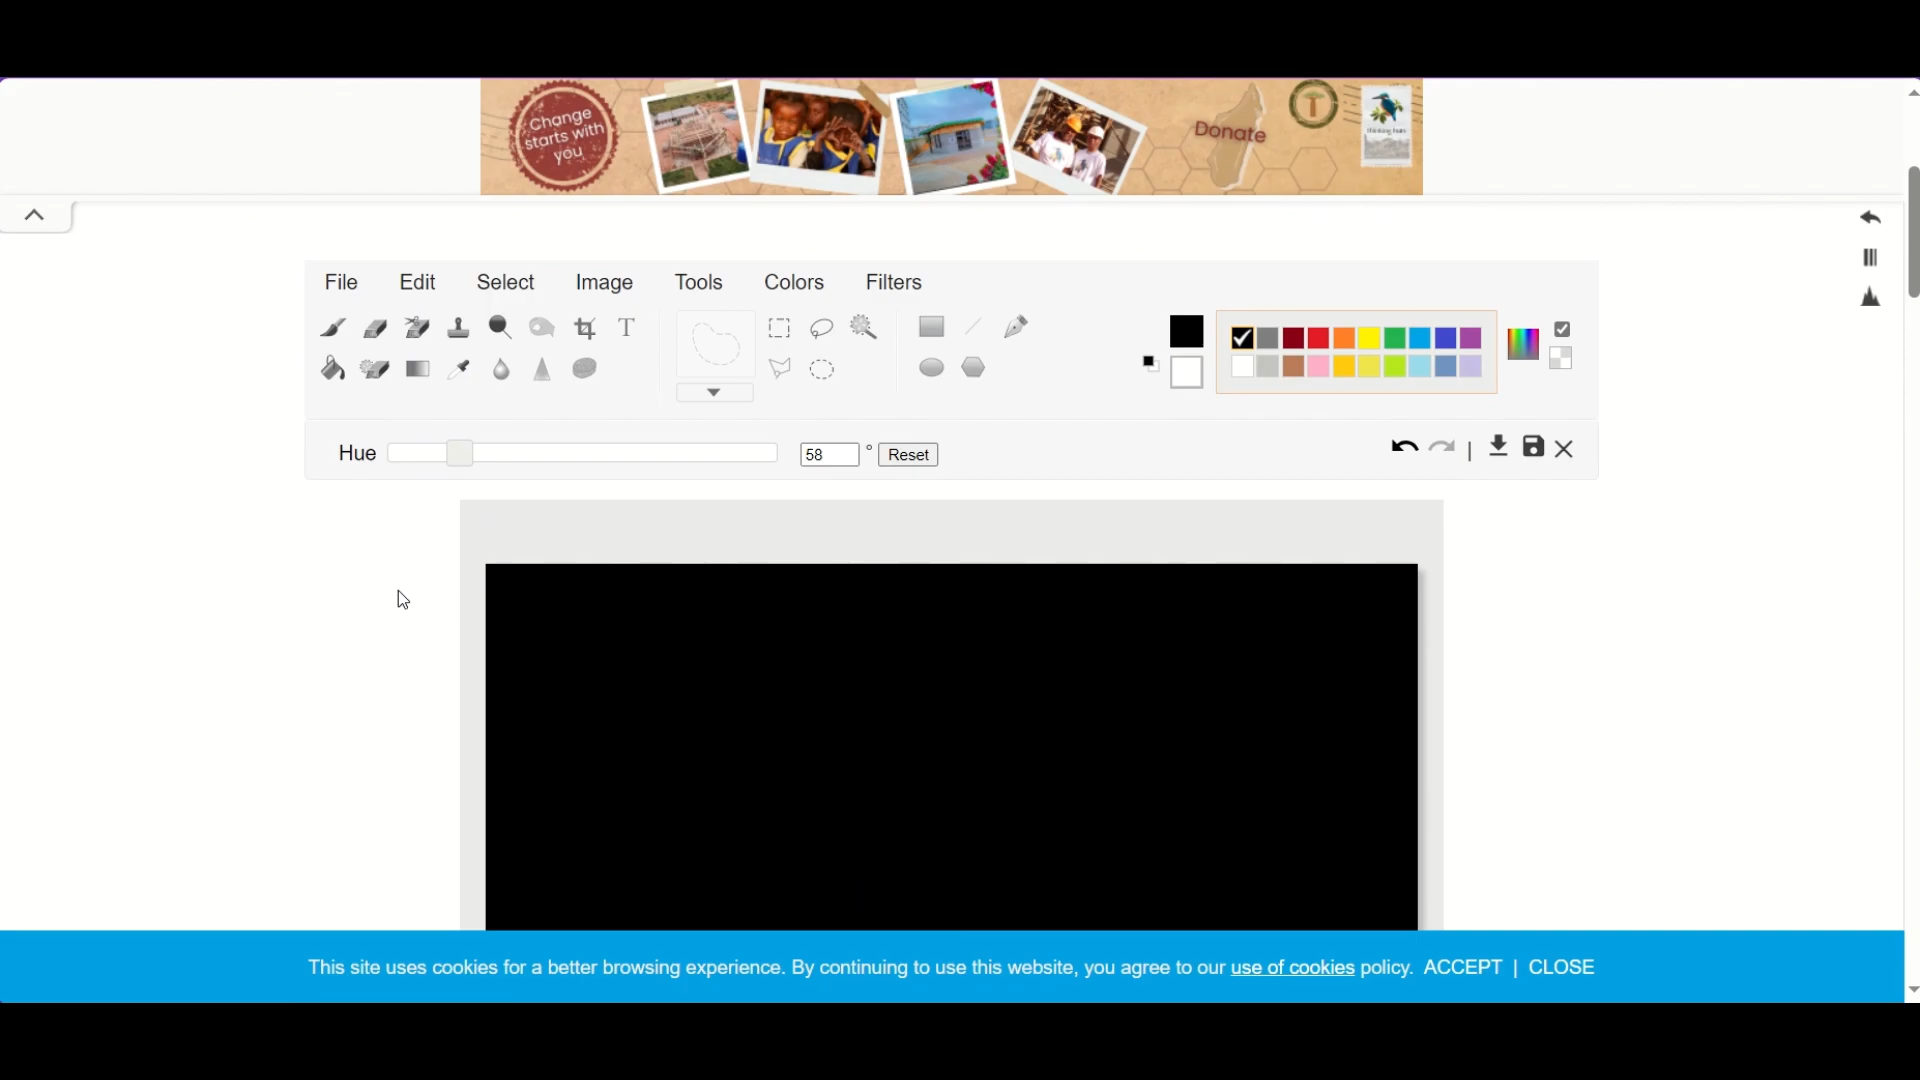 Change
starts with
you
Donate
File Edit Select Image Tools Colors Filters
T
Hue 58 ° Reset
This site uses cookies for a better browsing experience. By continuing to use this website, you agree to our use of cookies policy. ACCEPT | CLOSE